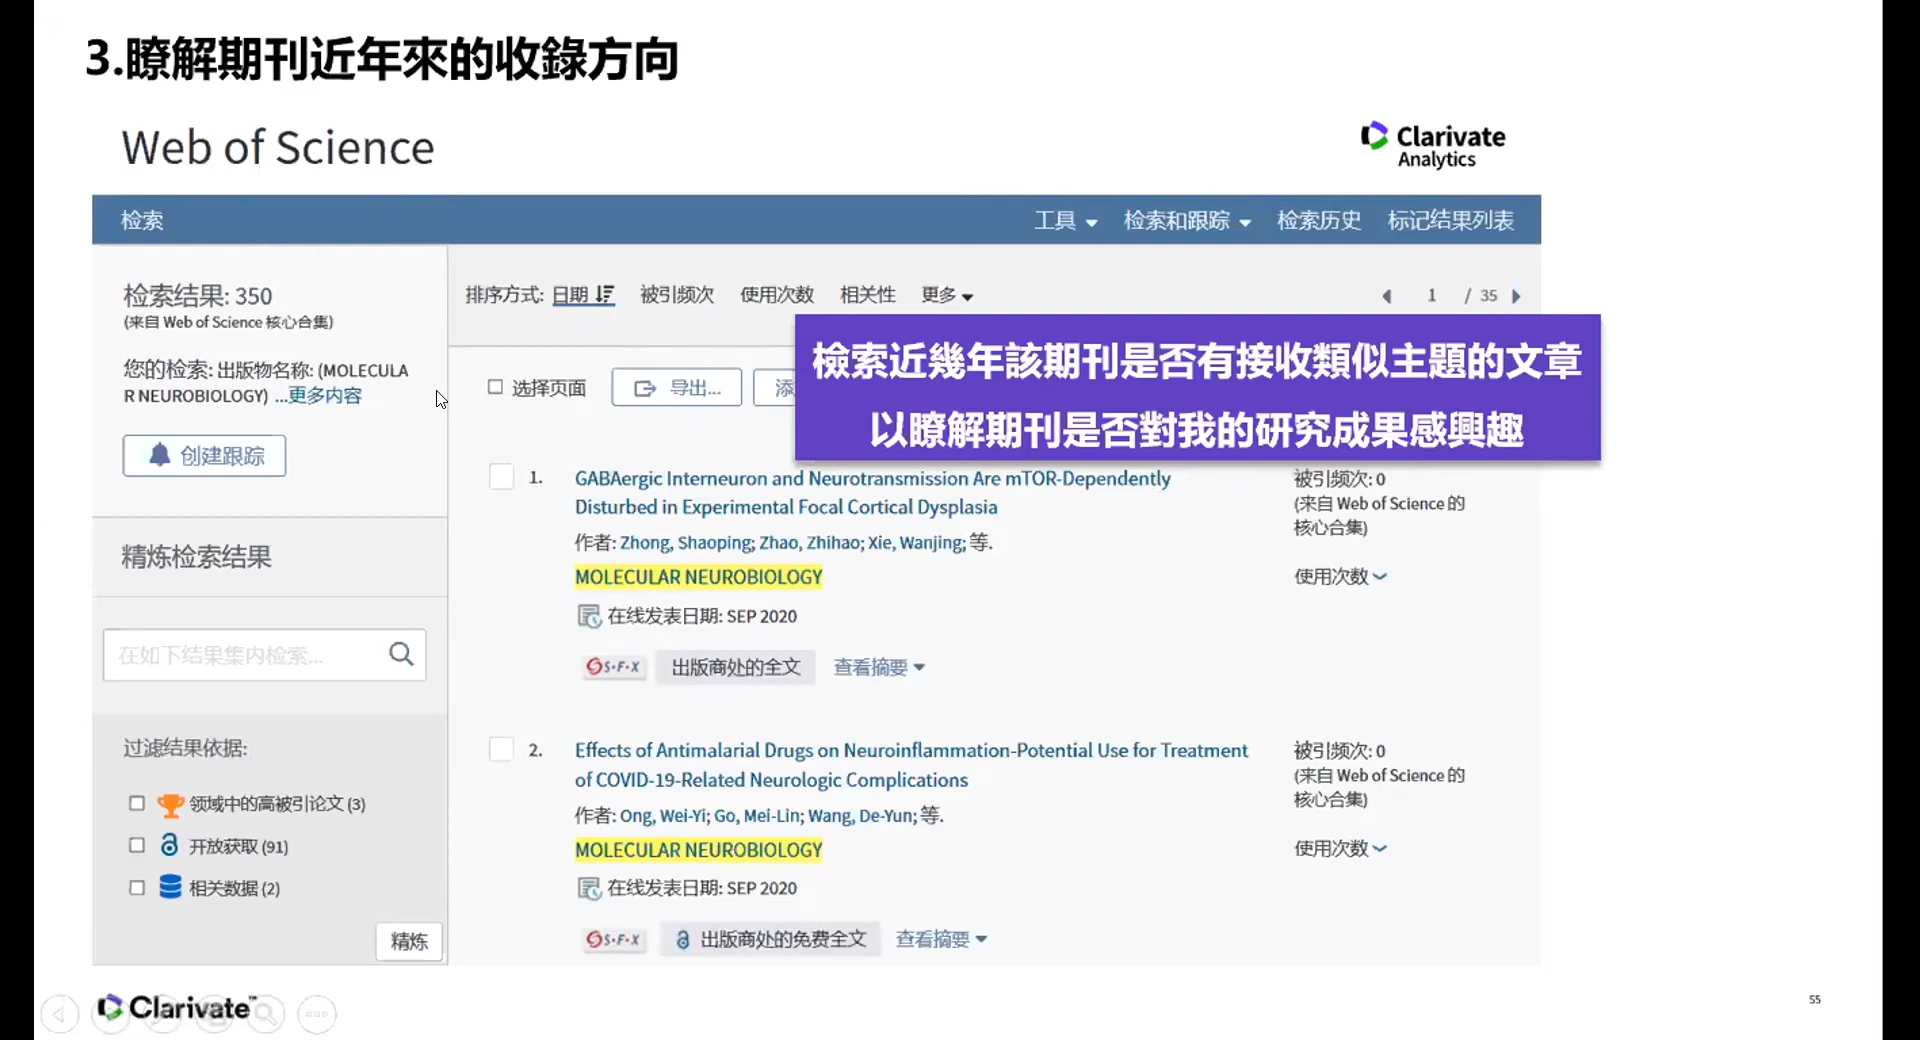 3.瞭解期刊近年來的收錄方向
Web of Science
Clarivate
Analytics
检索
工具
检索和跟踪
检索历史
标记结果列表
检索结果: 350
(来自 Web of Science 核心合集)
您的检索: 出版物名称: (MOLECULA
R NEUROBIOLOGY) ...更多内容
创建跟踪
精炼检索结果
在如下结果集内检索...
过滤结果依据:
领域中的高被引论文 (3)
开放获取 (91)
相关数据 (2)
精炼
排序方式: 日期 被引频次 使用次数 相关性 更多
1 / 35
檢索近幾年該期刊是否有接收類似主題的文章
以瞭解期刊是否對我的研究成果感興趣
选择页面
导出...
1.
GABAergic Interneuron and Neurotransmission Are mTOR-Dependently
Disturbed in Experimental Focal Cortical Dysplasia
作者: Zhong, Shaoping; Zhao, Zhihao; Xie, Wanjing; 等.
MOLECULAR NEUROBIOLOGY
在线发表日期: SEP 2020
S·F·X 出版商处的全文 查看摘要
被引频次: 0
(来自 Web of Science 的
核心合集)
使用次数
2.
Effects of Antimalarial Drugs on Neuroinflammation-Potential Use for Treatment
of COVID-19-Related Neurologic Complications
作者: Ong, Wei-Yi; Go, Mei-Lin; Wang, De-Yun; 等.
MOLECULAR NEUROBIOLOGY
在线发表日期: SEP 2020
S·F·X 出版商处的免费全文 查看摘要
被引频次: 0
(来自 Web of Science 的
核心合集)
使用次数
Clarivate™
55